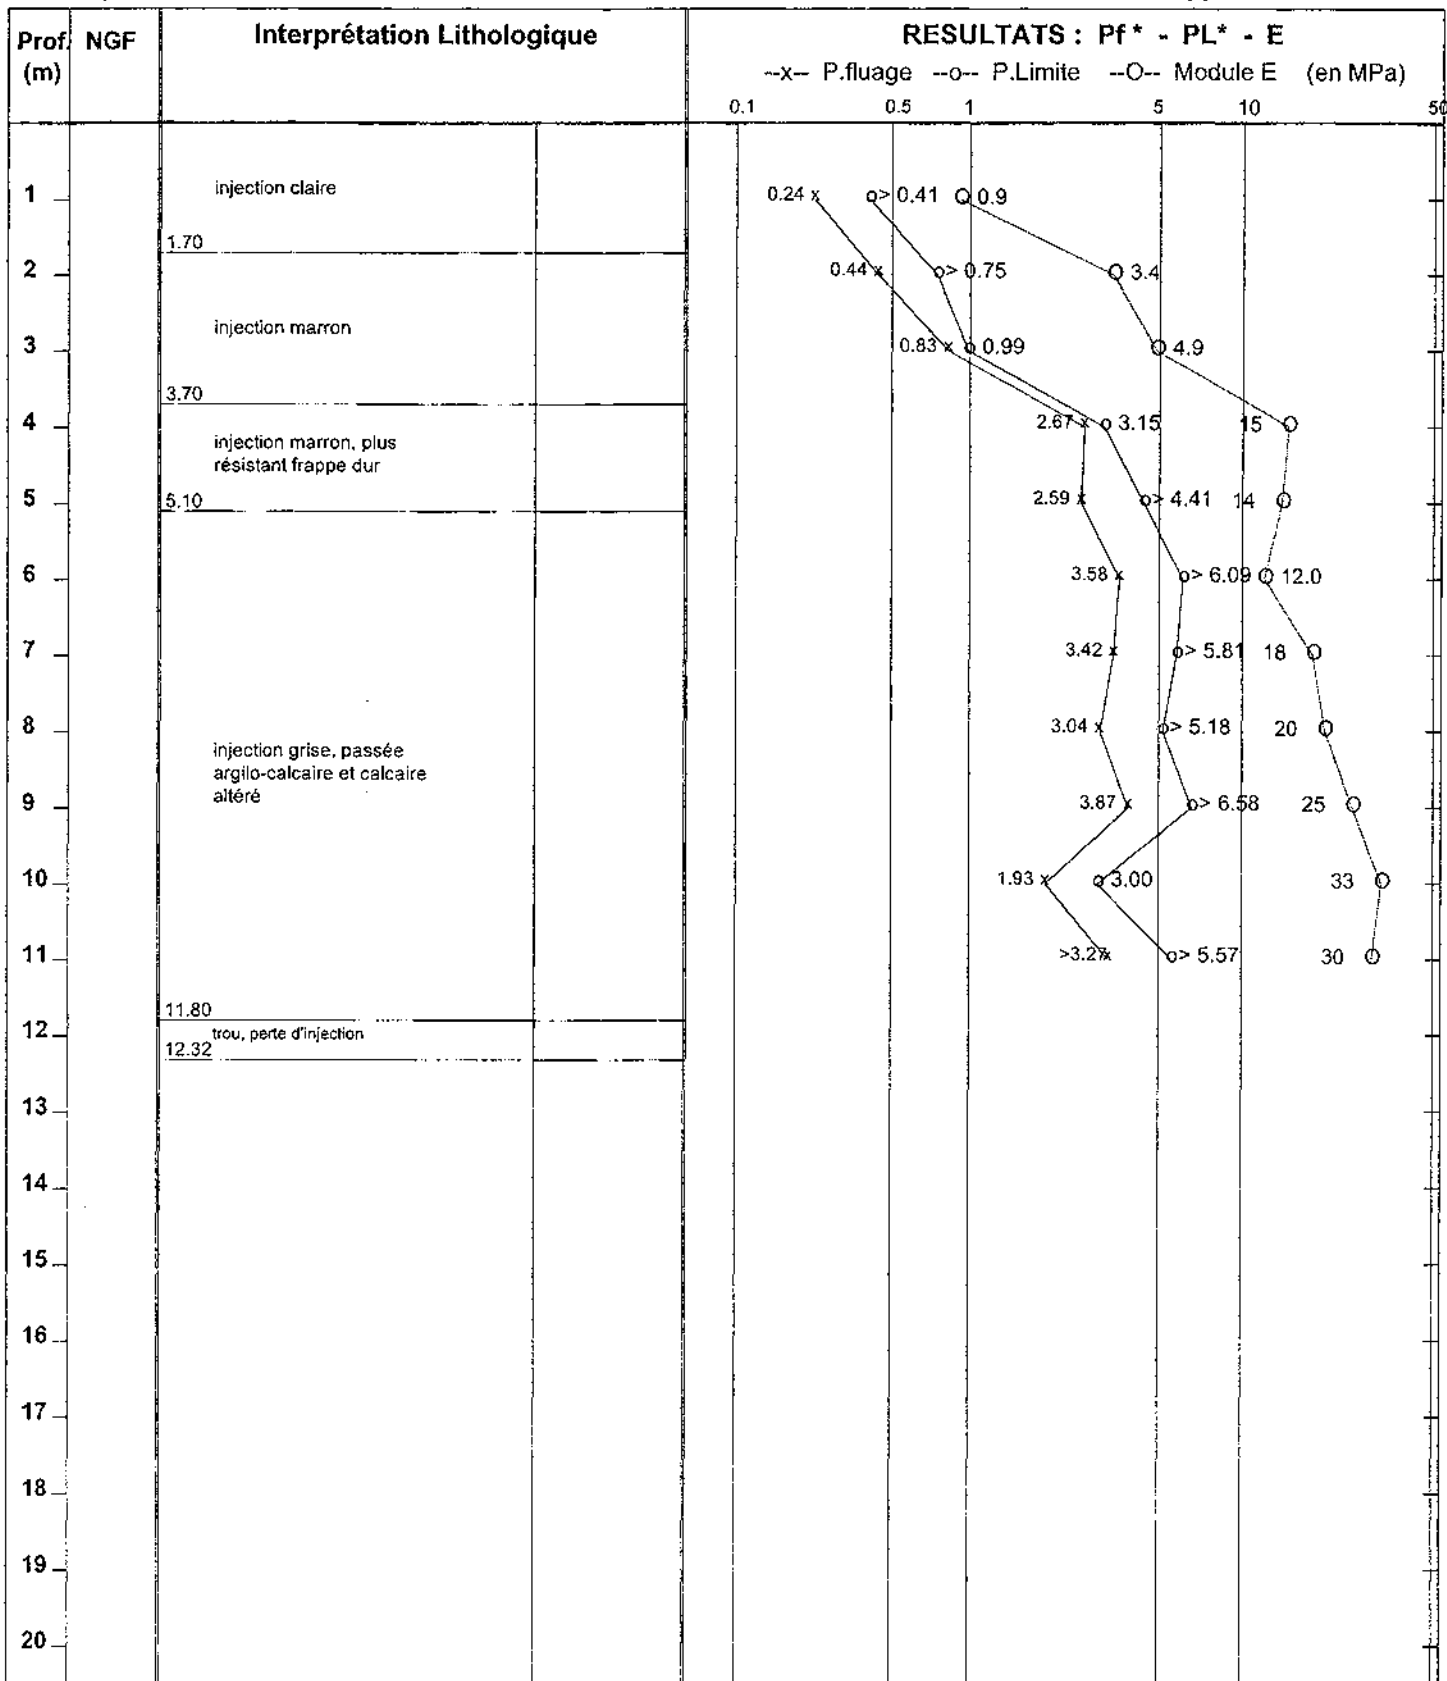 Prof. NGF Interprétation Lithologique RESULTATS : Pf* - PL* - E
(m) --x-- P.fluage --o-- P.Limite --O-- Module E (en MPa)
0.1 0.5 1 5 10 50
1 injection claire 0.24 x o> 0.41 O 0.9
1.70
2 0.44 x o> 0.75 O 3.4
injection marron
3 0.83 x o 0.99 O 4.9
3.70
4 2.67 x o 3.15 15 O
injection marron, plus
résistant frappe dur
5 5.10 2.59 x o> 4.41 14 O
6 3.58 x o> 6.09 O 12.0
7 3.42 x o> 5.81 18 O
8 3.04 x o> 5.18 20 O
injection grise, passée
argilo-calcaire et calcaire
altéré
9 3.87 x o> 6.58 25 O
10 1.93 x o 3.00 33 O
11 >3.27 x o> 5.57 30 O
11.80
12 trou, perte d'injection
12.32
13
14
15
16
17
18
19
20